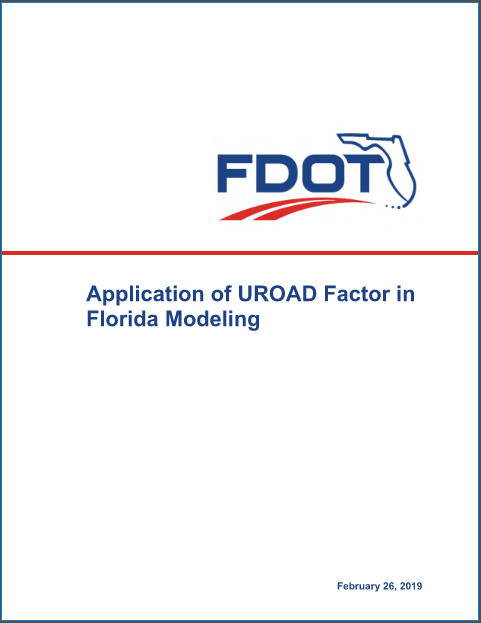 FDOT
Application of UROAD Factor in
Florida Modeling
February 26, 2019